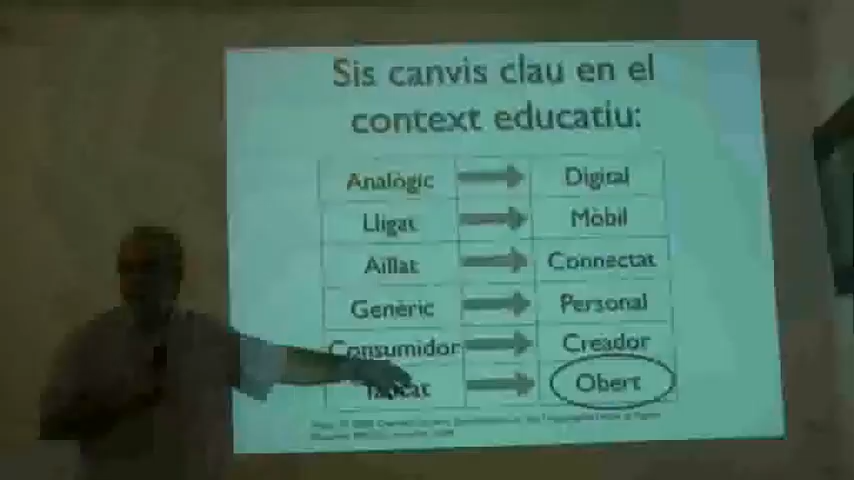 Sis canvis clau en el
context educatiu:
Analògic Digital
Lligat Mòbil
Aïllat Connectat
Genèric Personal
Consumidor Creador
Obert